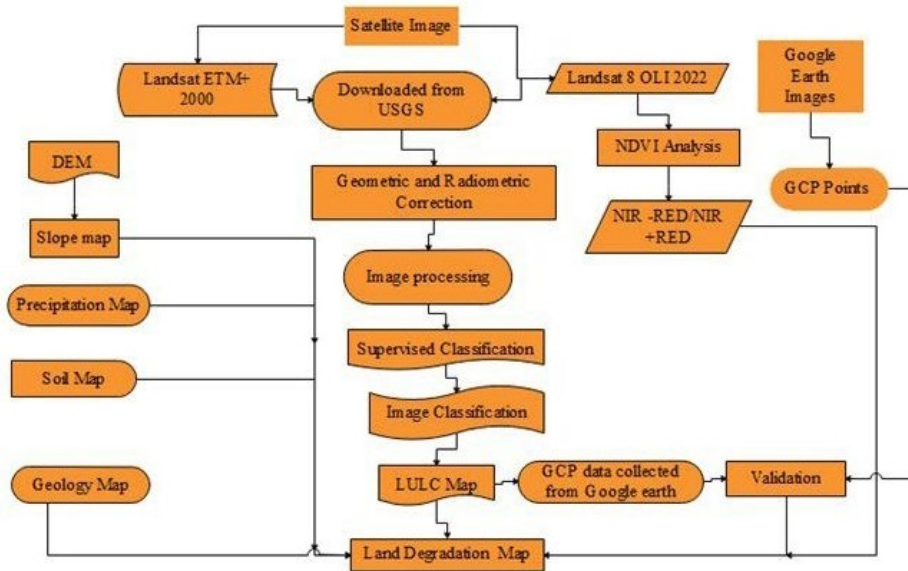 Satellite Image
Landsat ETM+
2000
Downloaded from
USGS
Landsat 8 OLI 2022
Google
Earth
Images
NDVI Analysis
DEM
Geometric and Radiometric
Correction
GCP Points
Slope map
NIR -RED/NIR
+RED
Image processing
Precipitation Map
Supervised Classification
Soil Map
Image Classification
Geology Map
LULC Map
GCP data collected
from Google earth
Validation
Land Degradation Map